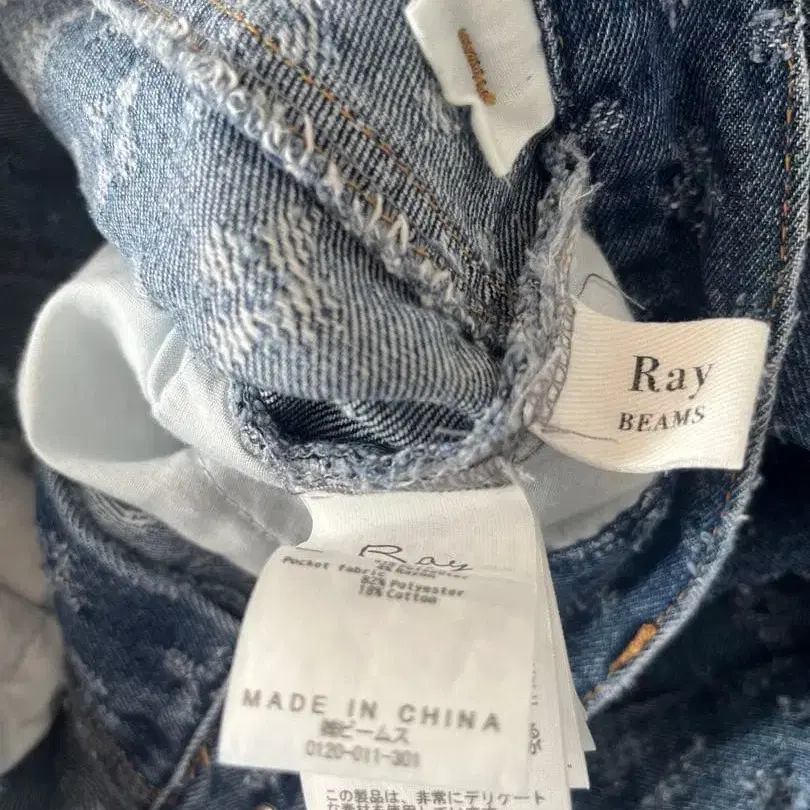 Ray
BEAMS
Ray
Pocket fabric
82% Polyester
18% Cotton
MADE IN CHINA
㈱ビームス
0120-011-301
この製品は、非常にデリケート